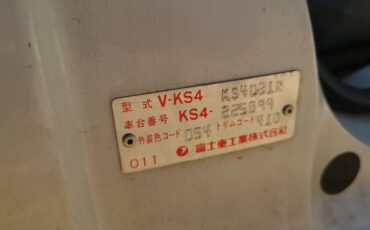 型式 V-KS4 KS4D31R
車台番号 KS4-225899
外装色コード 054 トリムコード 410
011 富士重工業株式会社